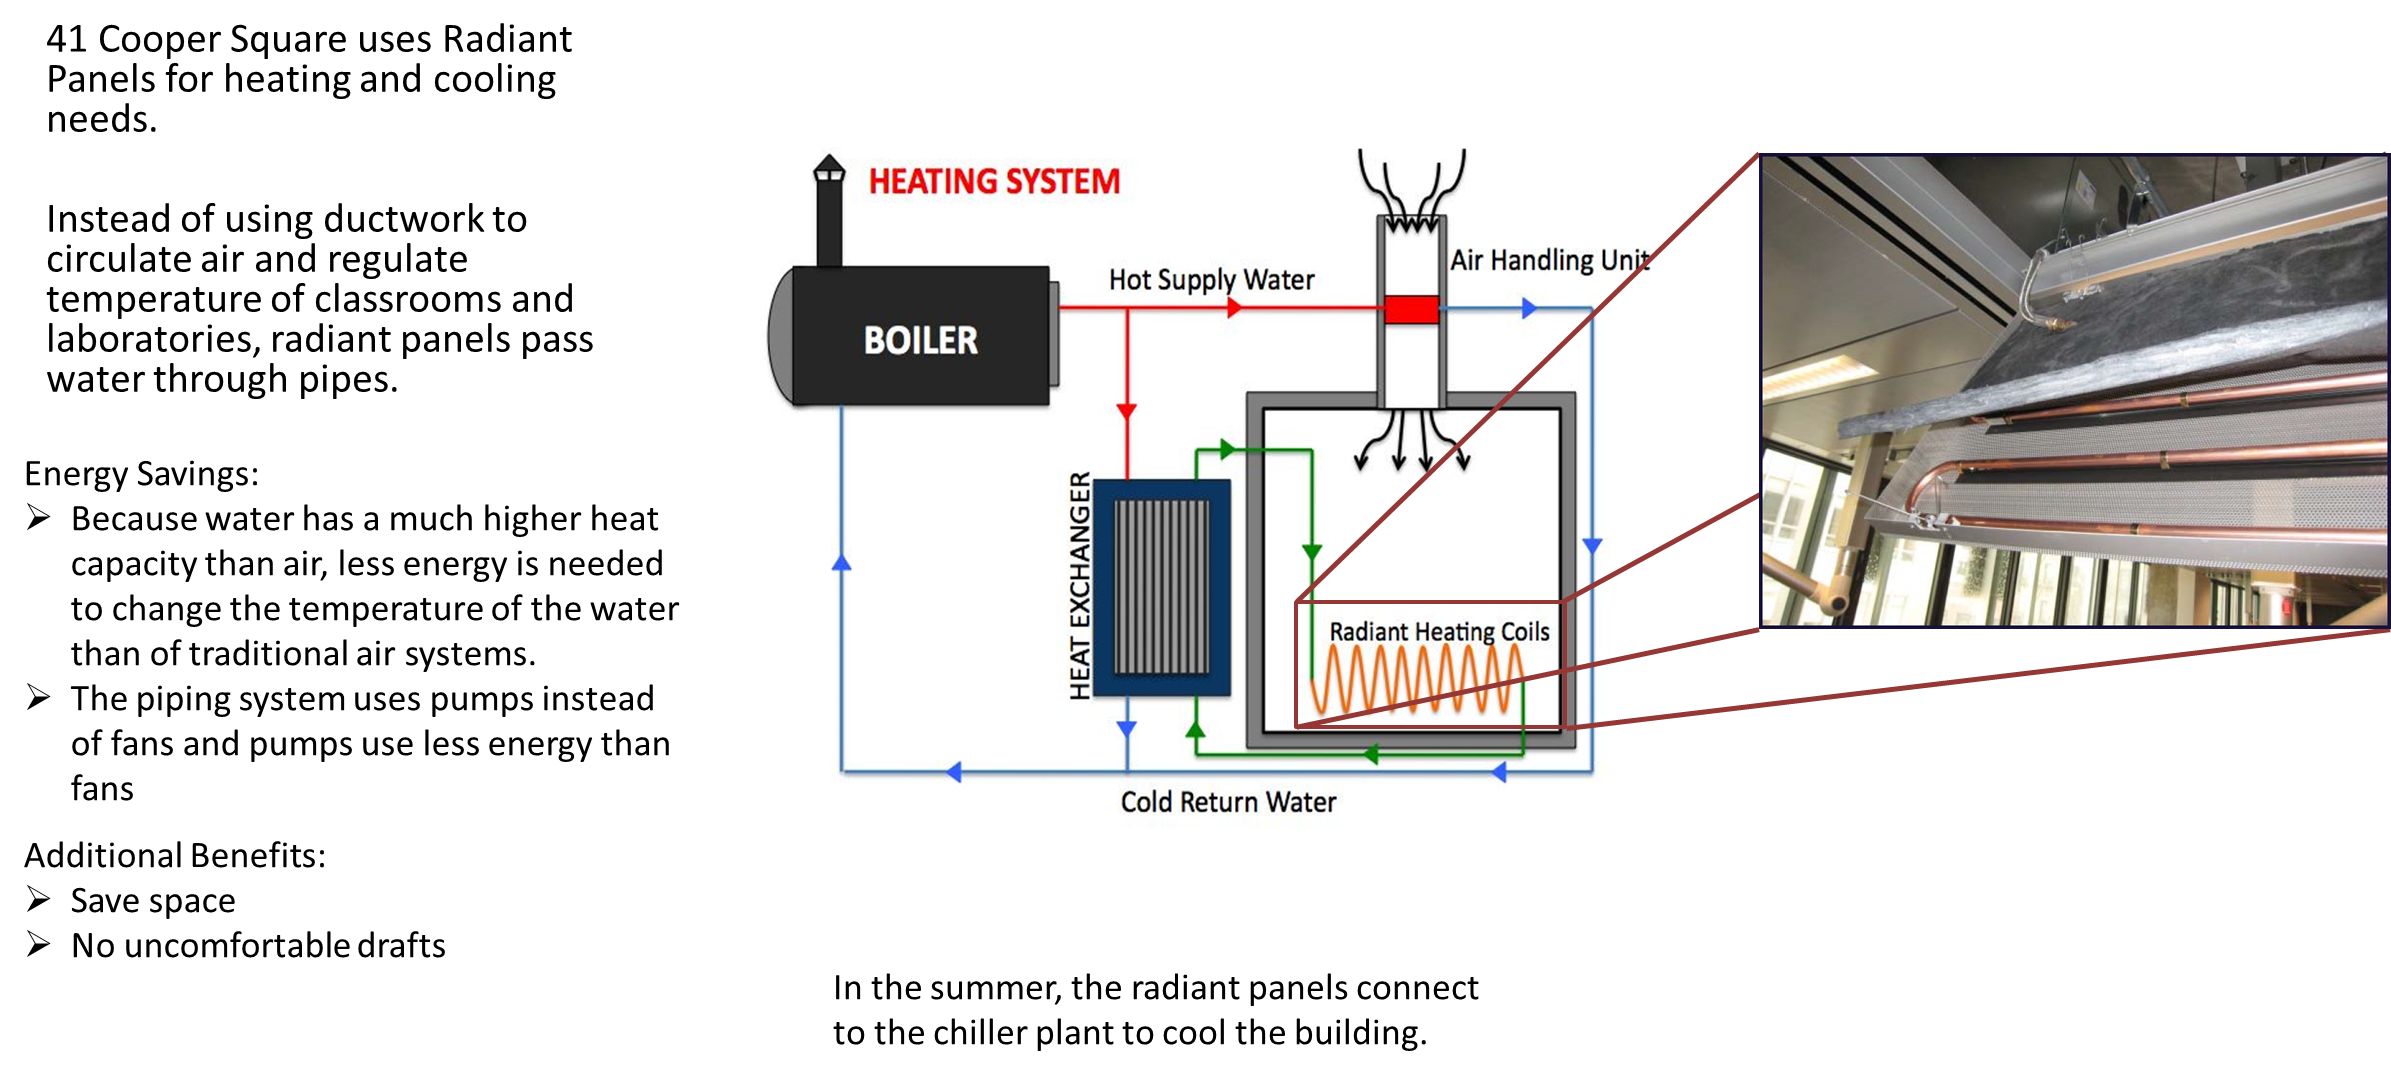 41 Cooper Square uses Radiant
Panels for heating and cooling
needs.
Instead of using ductwork to
circulate air and regulate
temperature of classrooms and
laboratories, radiant panels pass
water through pipes.
Energy Savings:
➢ Because water has a much higher heat
capacity than air, less energy is needed
to change the temperature of the water
than of traditional air systems.
➢ The piping system uses pumps instead
of fans and pumps use less energy than
fans
Additional Benefits:
➢ Save space
➢ No uncomfortable drafts
HEATING SYSTEM
Air Handling Unit
Hot Supply Water
BOILER
HEAT EXCHANGER
Radiant Heating Coils
Cold Return Water
In the summer, the radiant panels connect
to the chiller plant to cool the building.